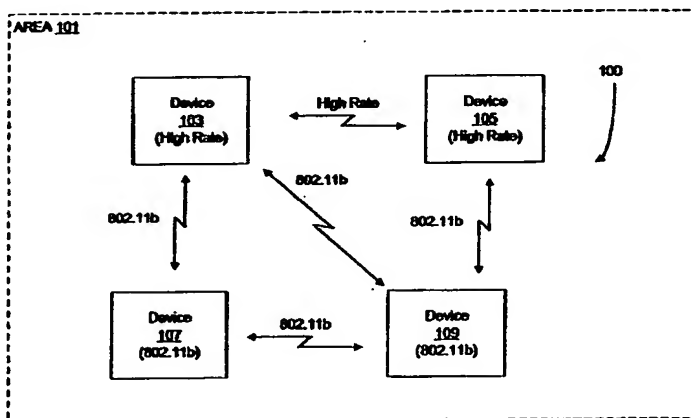 AREA 101
100
Device
103
(High Rate)
High Rate
Device
105
(High Rate)
802.11b
802.11b
802.11b
Device
107
(802.11b)
802.11b
Device
109
(802.11b)